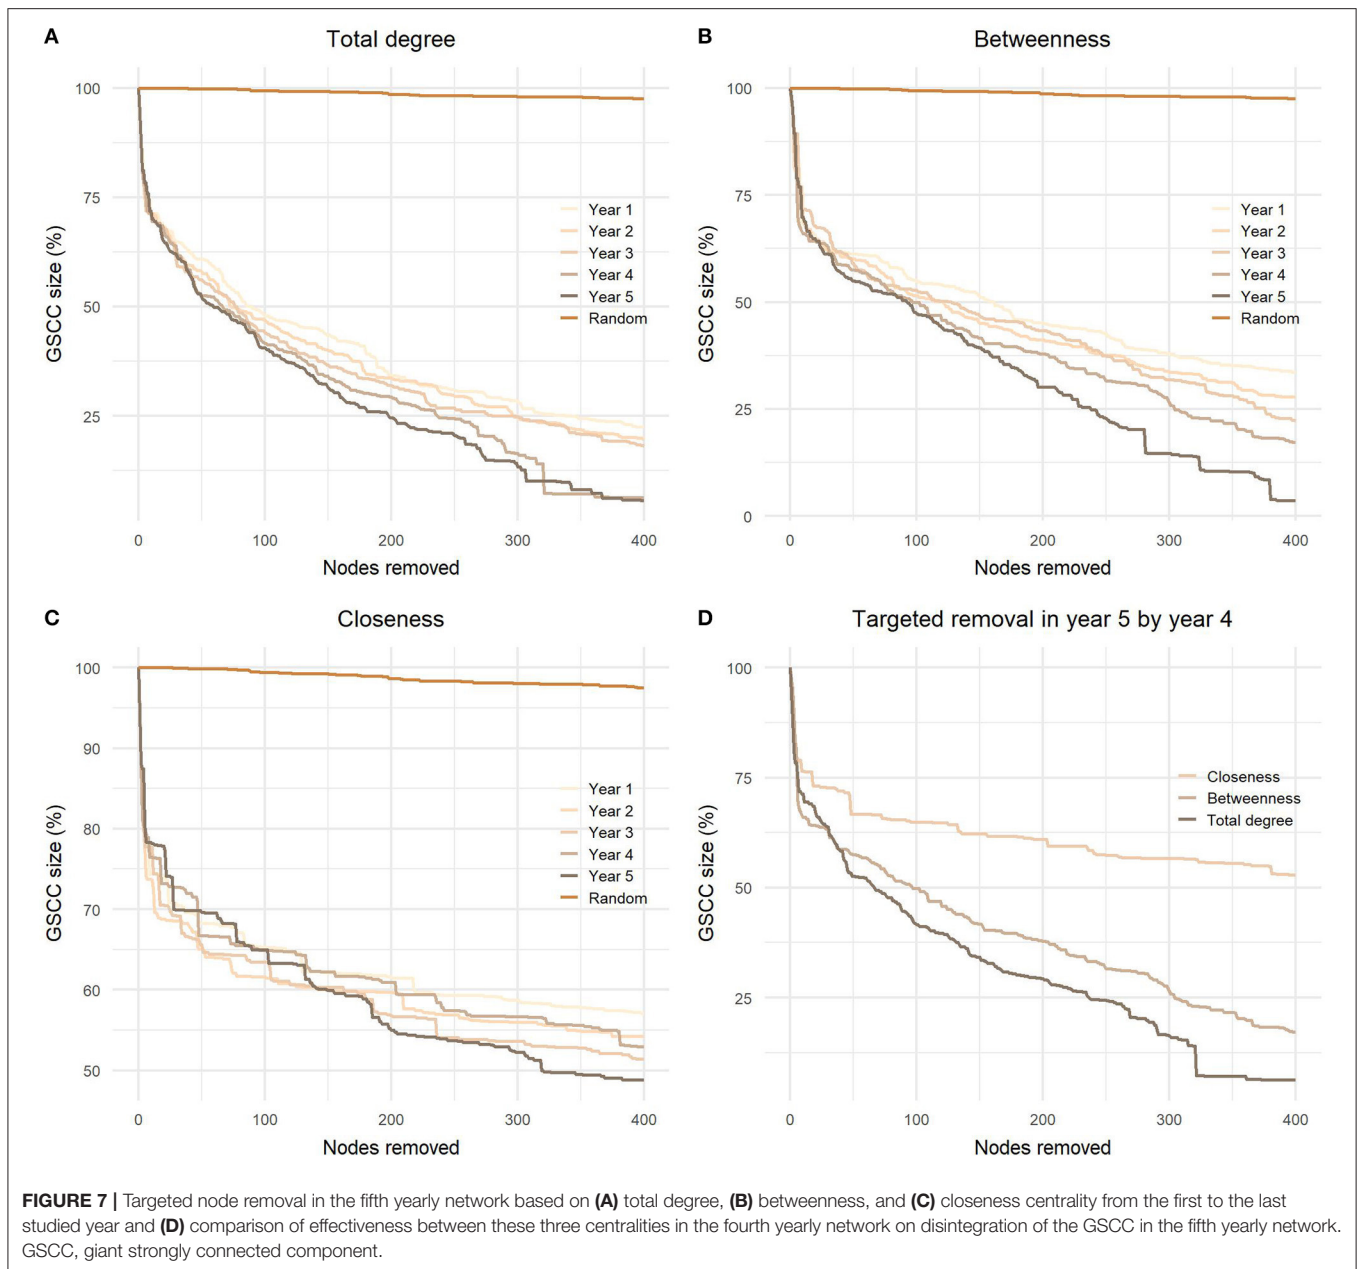 A
Total degree
GSCC size (%)
100
75
50
25
0
100
200
300
400
Nodes removed
Year 1
Year 2
Year 3
Year 4
Year 5
Random
B
Betweenness
GSCC size (%)
100
75
50
25
0
0
100
200
300
400
Nodes removed
Year 1
Year 2
Year 3
Year 4
Year 5
Random
C
Closeness
GSCC size (%)
100
90
80
70
60
50
0
100
200
300
400
Nodes removed
Year 1
Year 2
Year 3
Year 4
Year 5
Random
D
Targeted removal in year 5 by year 4
GSCC size (%)
100
75
50
25
0
100
200
300
400
Nodes removed
Closeness
Betweenness
Total degree
FIGURE 7 | Targeted node removal in the fifth yearly network based on (A) total degree, (B) betweenness, and (C) closeness centrality from the first to the last
studied year and (D) comparison of effectiveness between these three centralities in the fourth yearly network on disintegration of the GSCC in the fifth yearly network.
GSCC, giant strongly connected component.